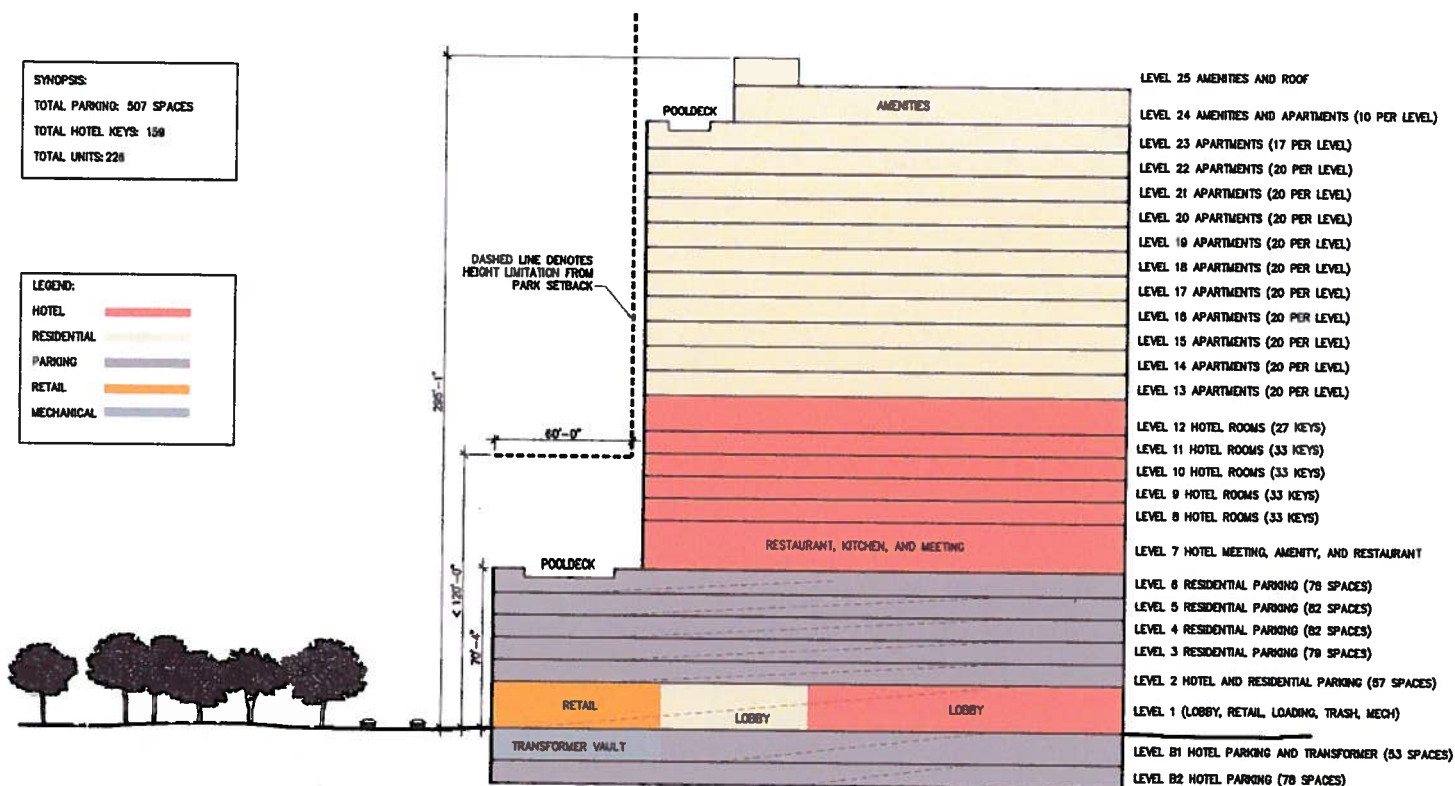 SYNOPSIS:
TOTAL PARKING: 507 SPACES
TOTAL HOTEL KEYS: 159
TOTAL UNITS: 226
LEGEND:
HOTEL
RESIDENTIAL
PARKING
RETAIL
MECHANICAL
DASHED LINE DENOTES
HEIGHT LIMITATION FROM
PARK SETBACK
295'-1"
60'-0"
< 120'-0"
70'-4"
POOLDECK
AMENITIES
RESTAURANT, KITCHEN, AND MEETING
POOLDECK
RETAIL
LOBBY
LOBBY
TRANSFORMER VAULT
LEVEL 25 AMENITIES AND ROOF
LEVEL 24 AMENITIES AND APARTMENTS (10 PER LEVEL)
LEVEL 23 APARTMENTS (17 PER LEVEL)
LEVEL 22 APARTMENTS (20 PER LEVEL)
LEVEL 21 APARTMENTS (20 PER LEVEL)
LEVEL 20 APARTMENTS (20 PER LEVEL)
LEVEL 19 APARTMENTS (20 PER LEVEL)
LEVEL 18 APARTMENTS (20 PER LEVEL)
LEVEL 17 APARTMENTS (20 PER LEVEL)
LEVEL 16 APARTMENTS (20 PER LEVEL)
LEVEL 15 APARTMENTS (20 PER LEVEL)
LEVEL 14 APARTMENTS (20 PER LEVEL)
LEVEL 13 APARTMENTS (20 PER LEVEL)
LEVEL 12 HOTEL ROOMS (27 KEYS)
LEVEL 11 HOTEL ROOMS (33 KEYS)
LEVEL 10 HOTEL ROOMS (33 KEYS)
LEVEL 9 HOTEL ROOMS (33 KEYS)
LEVEL 8 HOTEL ROOMS (33 KEYS)
LEVEL 7 HOTEL MEETING, AMENITY, AND RESTAURANT
LEVEL 6 RESIDENTIAL PARKING (76 SPACES)
LEVEL 5 RESIDENTIAL PARKING (82 SPACES)
LEVEL 4 RESIDENTIAL PARKING (82 SPACES)
LEVEL 3 RESIDENTIAL PARKING (79 SPACES)
LEVEL 2 HOTEL AND RESIDENTIAL PARKING (57 SPACES)
LEVEL 1 (LOBBY, RETAIL, LOADING, TRASH, MECH)
LEVEL B1 HOTEL PARKING AND TRANSFORMER (53 SPACES)
LEVEL B2 HOTEL PARKING (78 SPACES)